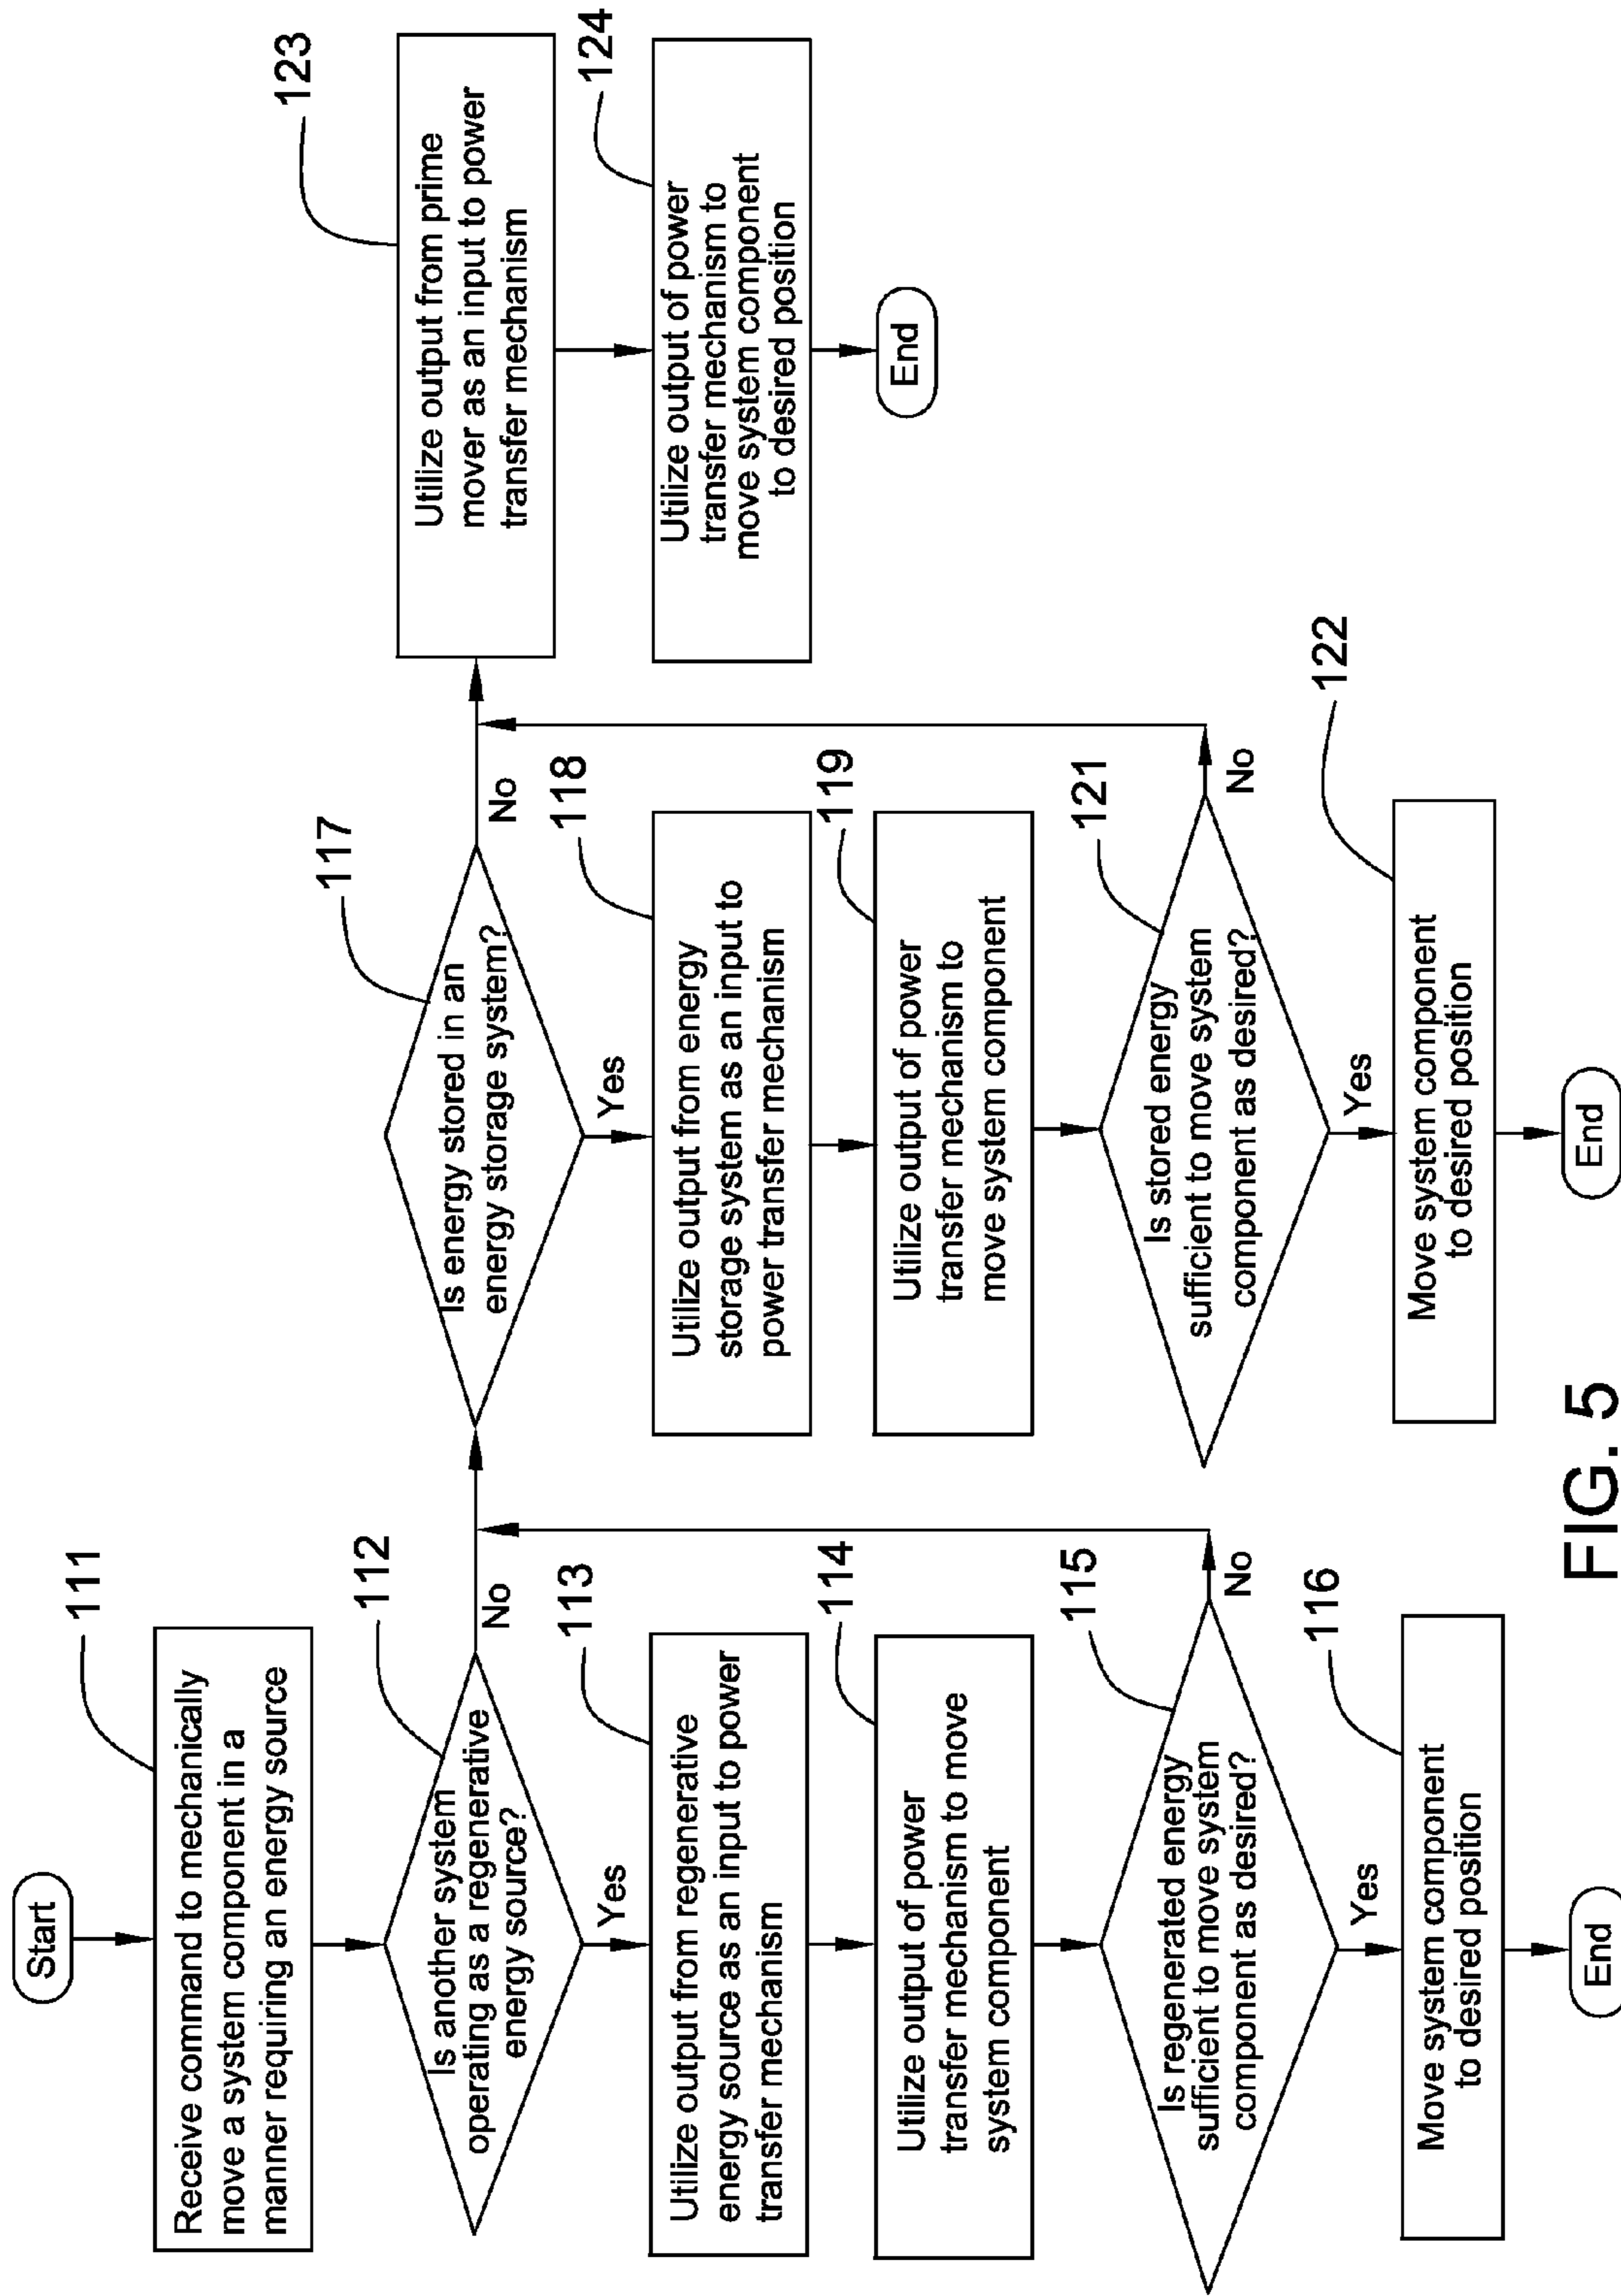 Start
111
Receive command to mechanically
move a system component in a
manner requiring an energy source
112
Is another system
operating as a regenerative
energy source?
No
Yes
113
Utilize output from regenerative
energy source as an input to power
transfer mechanism
114
Utilize output of power
transfer mechanism to move
system component
115
Is regenerated energy
sufficient to move system
component as desired?
No
Yes
116
Move system component
to desired position
End
117
Is energy stored in an
energy storage system?
No
Yes
118
Utilize output from energy
storage system as an input to
power transfer mechanism
119
Utilize output of power
transfer mechanism to
move system component
121
Is stored energy
sufficient to move system
component as desired?
No
Yes
122
Move system component
to desired position
End
123
Utilize output from prime
mover as an input to power
transfer mechanism
124
Utilize output of power
transfer mechanism to
move system component
to desired position
End
FIG. 5